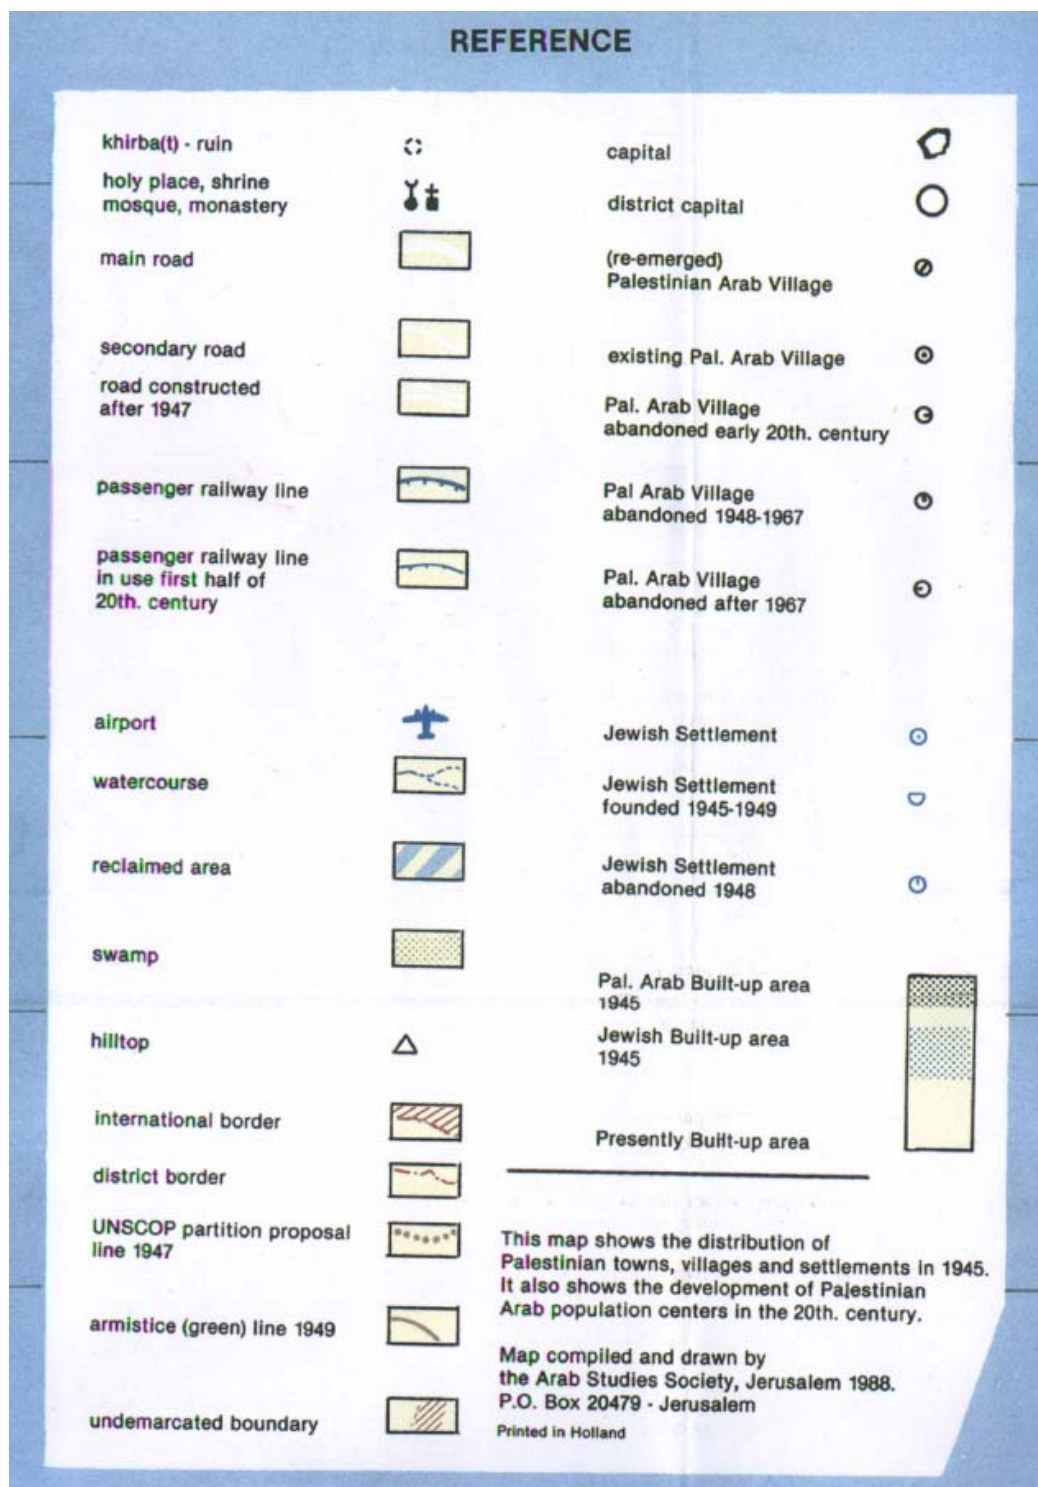 REFERENCE
khirba(t) - ruin
holy place, shrine
mosque, monastery
main road
secondary road
road constructed
after 1947
passenger railway line
passenger railway line
in use first half of
20th. century
airport
watercourse
reclaimed area
swamp
hilltop
international border
district border
UNSCOP partition proposal
line 1947
armistice (green) line 1949
undemarcated boundary
capital
district capital
(re-emerged)
Palestinian Arab Village
existing Pal. Arab Village
Pal. Arab Village
abandoned early 20th. century
Pal Arab Village
abandoned 1948-1967
Pal. Arab Village
abandoned after 1967
Jewish Settlement
Jewish Settlement
founded 1945-1949
Jewish Settlement
abandoned 1948
Pal. Arab Built-up area
1945
Jewish Built-up area
1945
Presently Built-up area
This map shows the distribution of
Palestinian towns, villages and settlements in 1945.
It also shows the development of Palestinian
Arab population centers in the 20th. century.
Map compiled and drawn by
the Arab Studies Society, Jerusalem 1988.
P.O. Box 20479 - Jerusalem
Printed in Holland